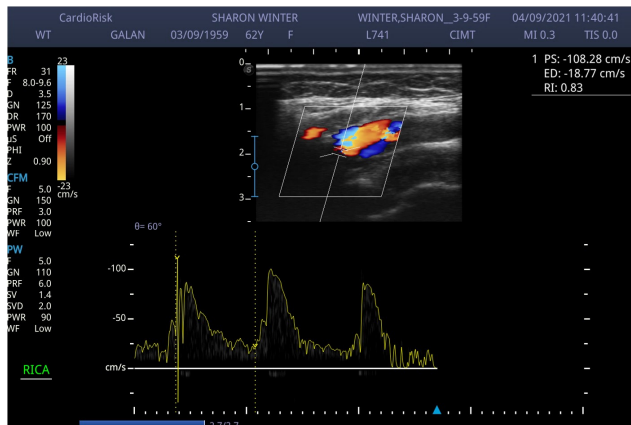 CardioRisk SHARON WINTER WINTER,SHARON__3-9-59F 04/09/2021 11:40:41
WT GALAN 03/09/1959 62Y F L741 CIMT MI 0.3 TIS 0.0
B
FR 31
F 8.0-9.6
D 3.5
GN 125
DR 170
PWR 100
µS Off
PHI
Z 0.90
CFM
F 5.0
GN 150
PRF 3.0
PWR 100
WF Low
PW
F 5.0
GN 110
PRF 6.0
SV 1.4
SVD 2.0
PWR 90
WF Low
RICA
23
-23
cm/s
0
1
2
3
1 PS: -108.28 cm/s
ED: -18.77 cm/s
RI: 0.83
θ= 60°
-100
-50
cm/s